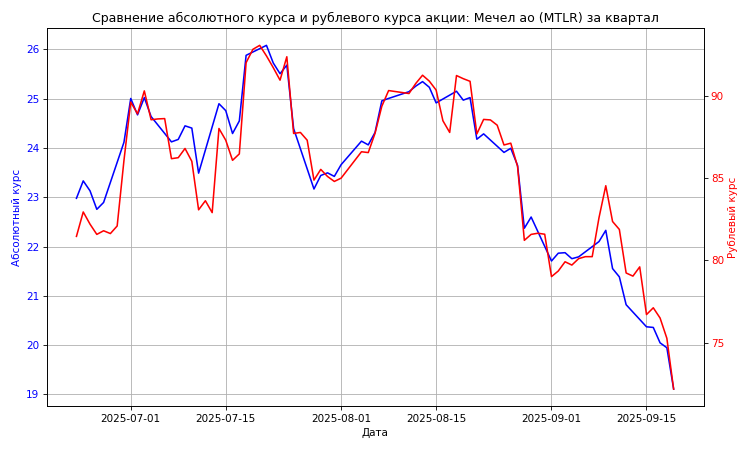 Сравнение абсолютного курса и рублевого курса акции: Мечел ао (MTLR) за квартал
26
25
24
23
22
21
20
19
Абсолютный курс
90
85
80
75
Рублевый курс
2025-07-01 2025-07-15 2025-08-01 2025-08-15 2025-09-01 2025-09-15
Дата